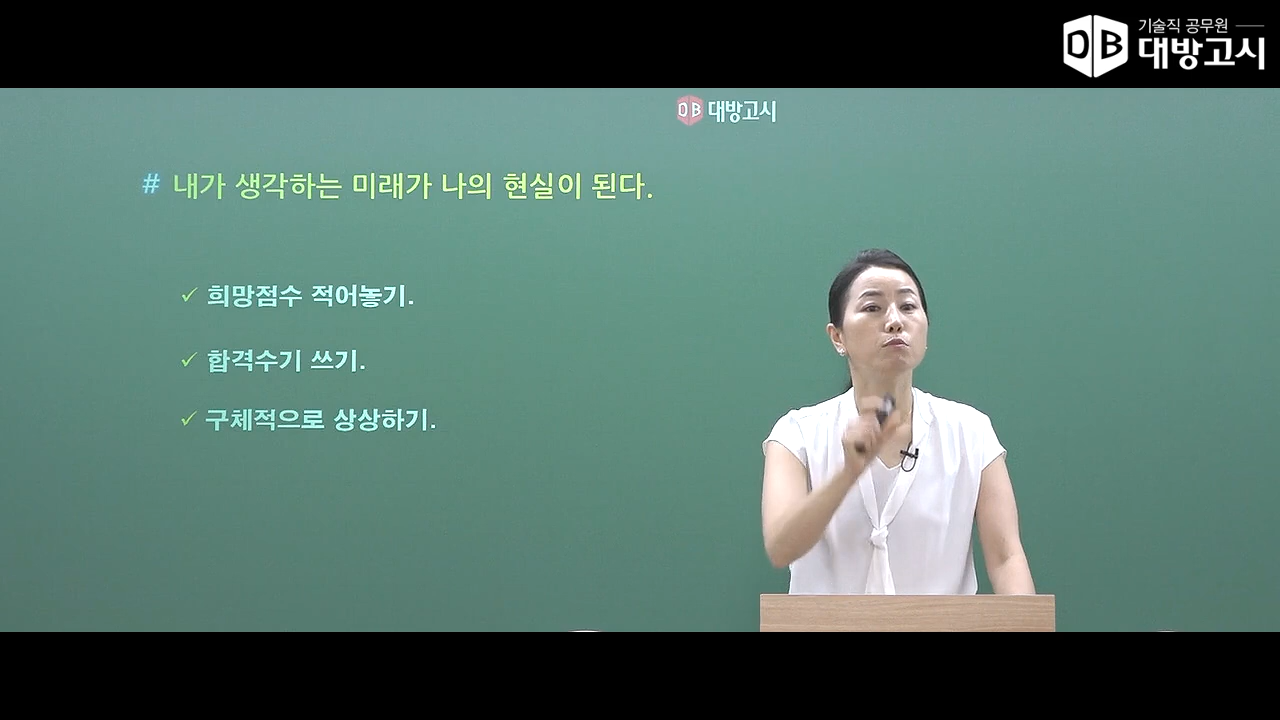 기술직 공무원
DB 대방고시
DB 대방고시
# 내가 생각하는 미래가 나의 현실이 된다.
✓ 희망점수 적어놓기.
✓ 합격수기 쓰기.
✓ 구체적으로 상상하기.